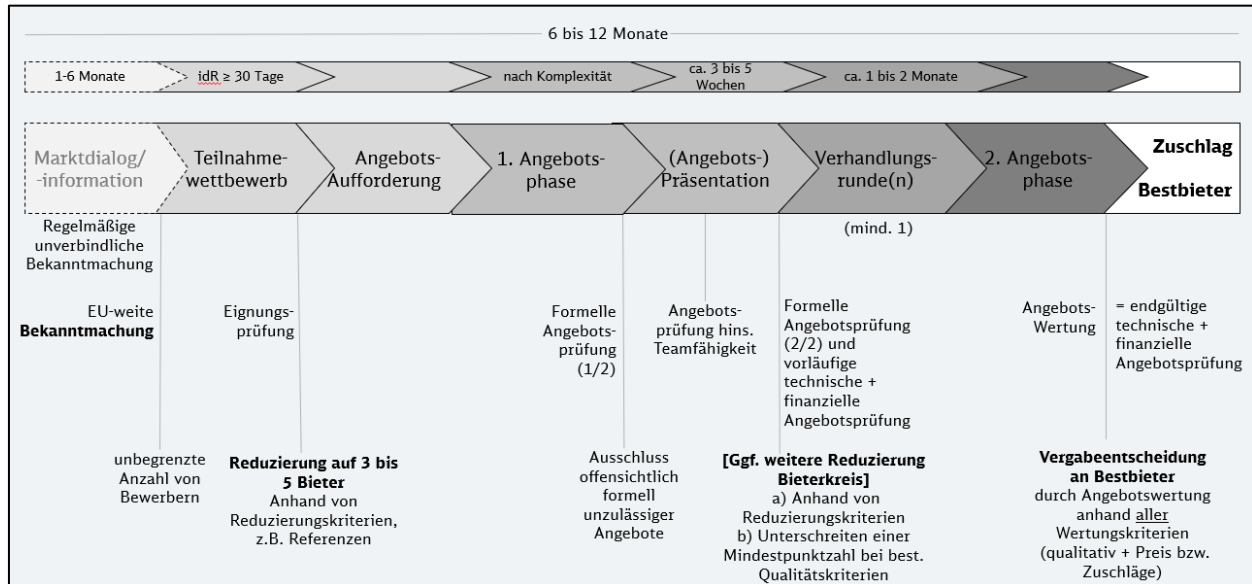 6 bis 12 Monate
1-6 Monate
idR ≥ 30 Tage
nach Komplexität
ca. 3 bis 5
Wochen
ca. 1 bis 2 Monate
Marktdialog/
-information
Teilnahme-
wettbewerb
Angebots-
Aufforderung
1. Angebots-
phase
(Angebots-)
Präsentation
Verhandlungs-
runde(n)
2. Angebots-
phase
Zuschlag
Bestbieter
Regelmäßige
unverbindliche
Bekanntmachung
(mind. 1)
EU-weite
Bekanntmachung
Eignungs-
prüfung
Formelle
Angebots-
prüfung
(1/2)
Angebots-
prüfung hins.
Teamfähigkeit
Formelle
Angebotsprüfung
(2/2) und
vorläufige
technische +
finanzielle
Angebotsprüfung
Angebots-
Wertung
= endgültige
technische +
finanzielle
Angebotsprüfung
unbegrenzte
Anzahl von
Bewerbern
Reduzierung auf 3 bis
5 Bieter
Anhand von
Reduzierungskriterien,
z.B. Referenzen
Ausschluss
offensichtlich
formell
unzulässiger
Angebote
[Ggf. weitere Reduzierung
Bieterkreis]
a) Anhand von
Reduzierungskriterien
b) Unterschreiten einer
Mindestpunktzahl bei best.
Qualitätskriterien
Vergabeentscheidung
an Bestbieter
durch Angebotswertung
anhand aller
Wertungskriterien
(qualitativ + Preis bzw.
Zuschläge)